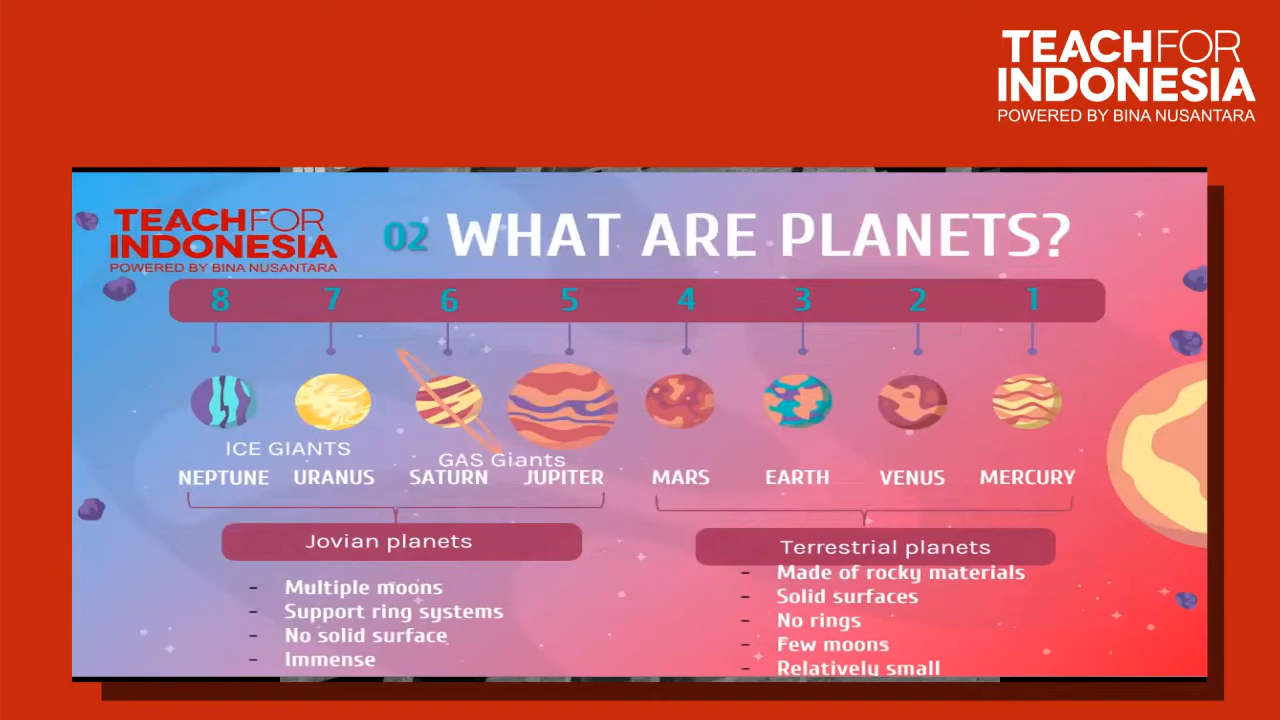 TEACHFOR
INDONESIA
POWERED BY BINA NUSANTARA
TEACHFOR
INDONESIA
POWERED BY BINA NUSANTARA
02 WHAT ARE PLANETS?
8 7 6 5 4 3 2 1
ICE GIANTS
GAS Giants
NEPTUNE URANUS SATURN JUPITER MARS EARTH VENUS MERCURY
Jovian planets
- Multiple moons
- Support ring systems
- No solid surface
- Immense
Terrestrial planets
- Made of rocky materials
- Solid surfaces
- No rings
- Few moons
- Relatively small